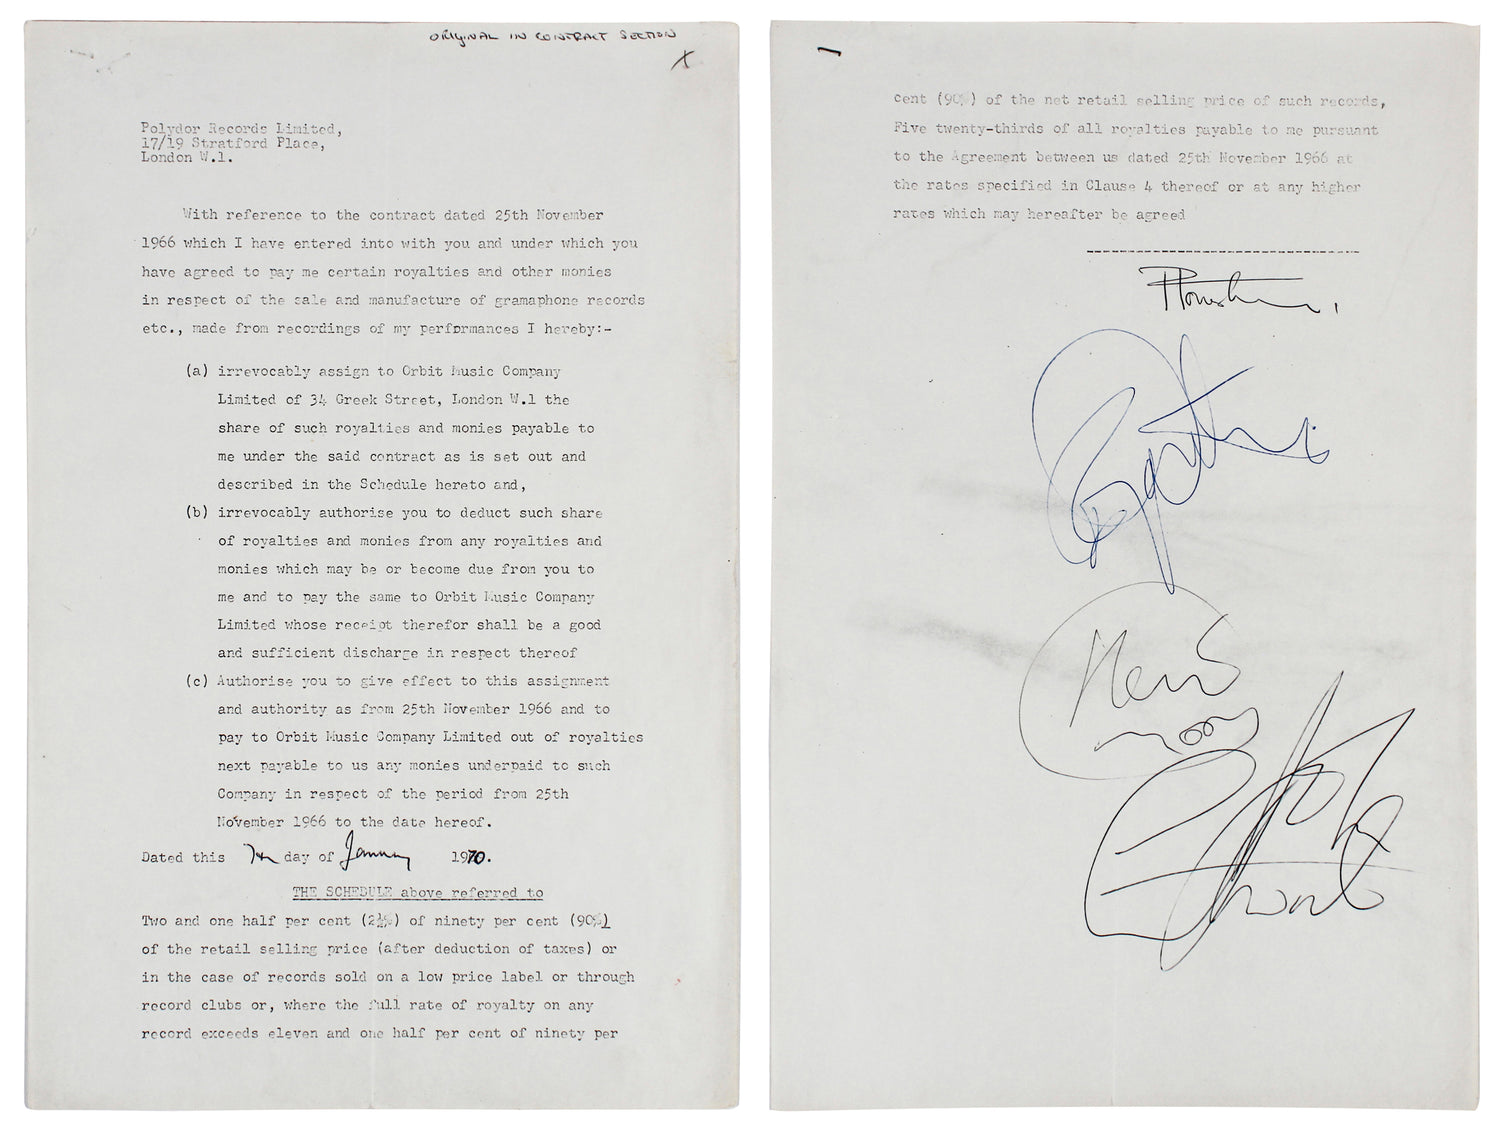 ORIGINAL IN CONTRACT SECTION
X
Polydor Records Limited,
17/19 Stratford Place,
London W.1.
With reference to the contract dated 25th November
1966 which I have entered into with you and under which you
have agreed to pay me certain royalties and other monies
in respect of the sale and manufacture of gramaphone records
etc., made from recordings of my performances I hereby:-
(a) irrevocably assign to Orbit Music Company
Limited of 34 Greek Street, London W.1 the
share of such royalties and monies payable to
me under the said contract as is set out and
described in the Schedule hereto and,
(b) irrevocably authorise you to deduct such share
of royalties and monies from any royalties and
monies which may be or become due from you to
me and to pay the same to Orbit Music Company
Limited whose receipt therefor shall be a good
and sufficient discharge in respect thereof
(c) Authorise you to give effect to this assignment
and authority as from 25th November 1966 and to
pay to Orbit Music Company Limited out of royalties
next payable to us any monies underpaid to such
Company in respect of the period from 25th
November 1966 to the date hereof.
Dated this 7th day of January 1970.
THE SCHEDULE above referred to
Two and one half per cent (2½%) of ninety per cent (90%)
of the retail selling price (after deduction of taxes) or
in the case of records sold on a low price label or through
record clubs or, where the full rate of royalty on any
record exceeds eleven and one half per cent of ninety per
cent (90%) of the net retail selling price of such records,
Five twenty-thirds of all royalties payable to me pursuant
to the Agreement between us dated 25th November 1966 at
the rates specified in Clause 4 thereof or at any higher
rates which may hereafter be agreed
Keith
Moon